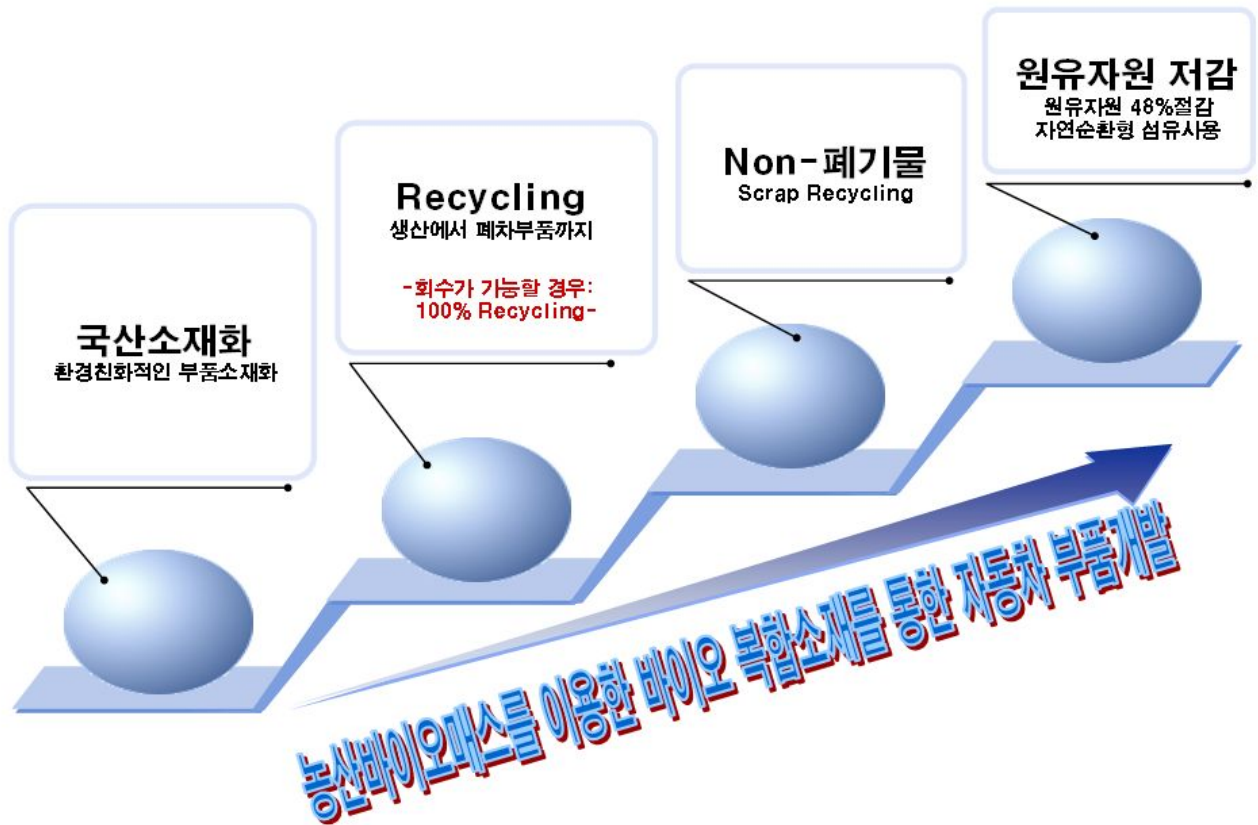 국산소재화
환경친화적인 부품소재화
Recycling
생산에서 폐차부품까지
-회수가 가능할 경우:
100% Recycling-
Non-폐기물
Scrap Recycling
원유자원 저감
원유자원 48%절감
자연순환형 섬유사용
농산바이오매스를 이용한 바이오 복합소재를 통한 자동차 부품개발